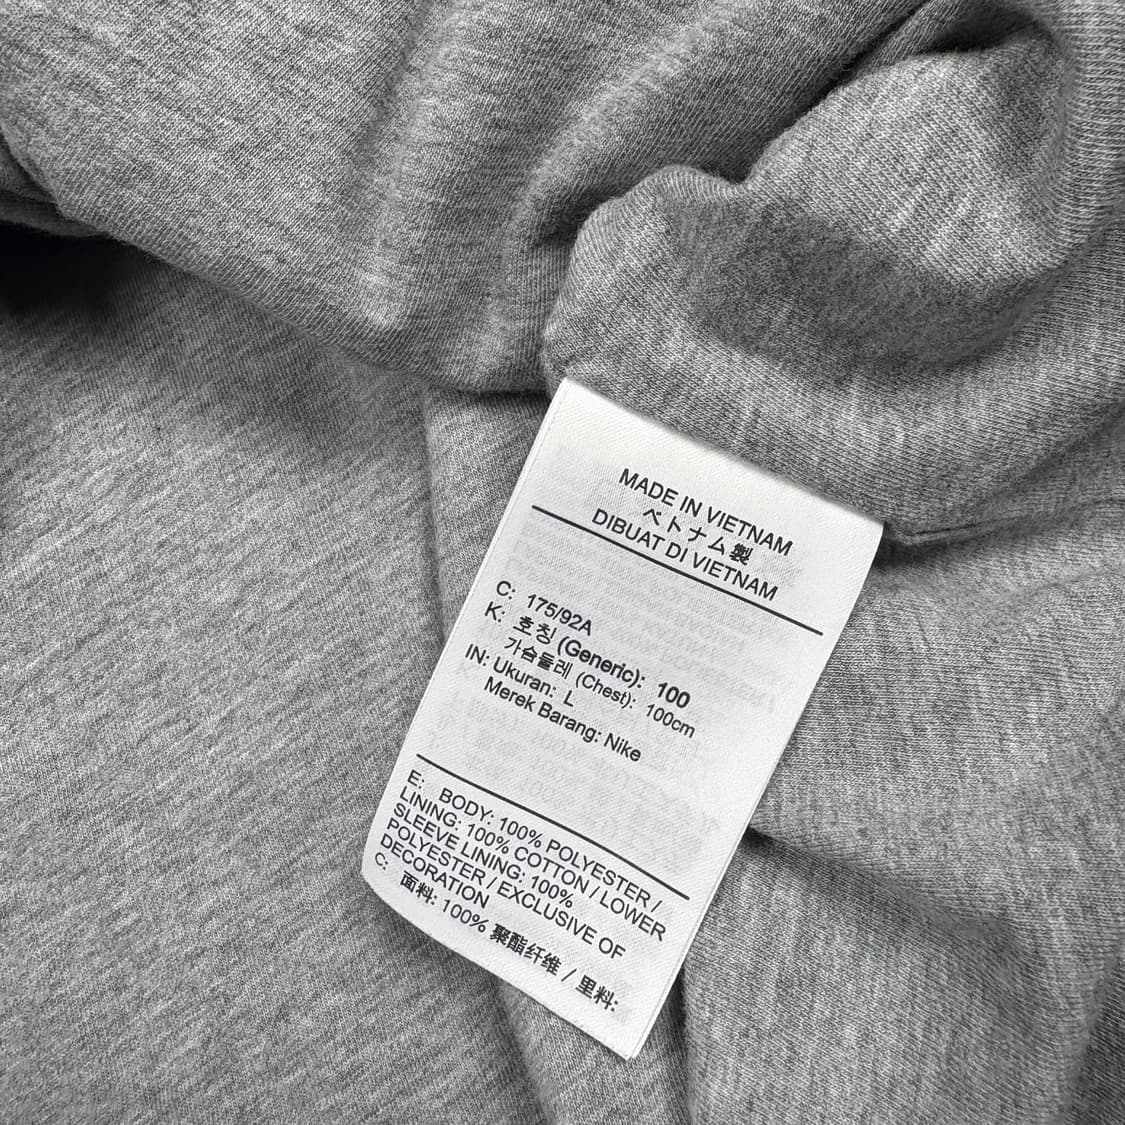 MADE IN VIETNAM
ベトナム製
DIBUAT DI VIETNAM
C: 175/92A
K: 호칭 (Generic): 100
가슴둘레 (Chest): 100cm
IN: Ukuran: L
Merek Barang: Nike
E: BODY: 100% POLYESTER /
LINING: 100% COTTON / LOWER
SLEEVE LINING: 100%
POLYESTER / EXCLUSIVE OF
DECORATION
C: 面料: 100% 聚酯纤维 / 里料: